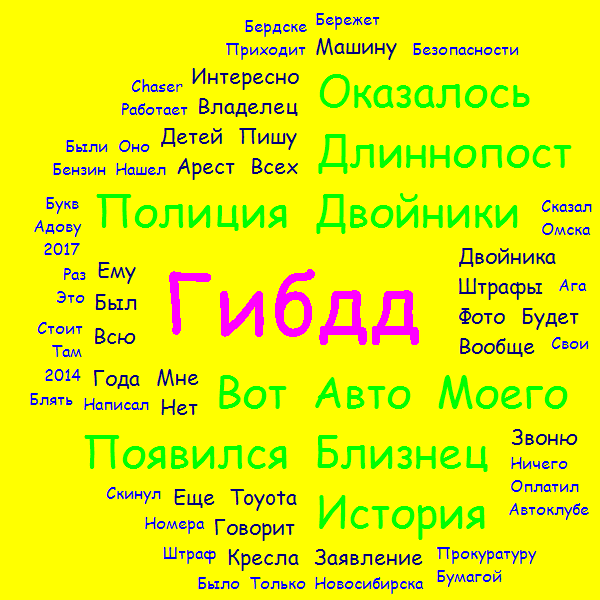 Бердске Бережет
Приходит Машину Безопасности
Chaser Интересно Оказалось
Работает Владелец
Были Оно Детей Пишу Длиннопост
Бензин Нашел Арест Всех
Букв Полиция Двойники Сказал
Адову Омска
2017 Двойника
Раз Ему Гибдд Штрафы Ага
Это Был Фото Будет
Стоит Всю Вообще Свои
Там
2014 Года Мне Вот Авто Моего
Блять Написал Нет
Появился Близнец Звоню
Ничего
Скинул Еще Toyota История Оплатил
Номера Говорит Автоклубе
Штраф Кресла Заявление Прокуратуру
Было Только Новосибирска Бумагой